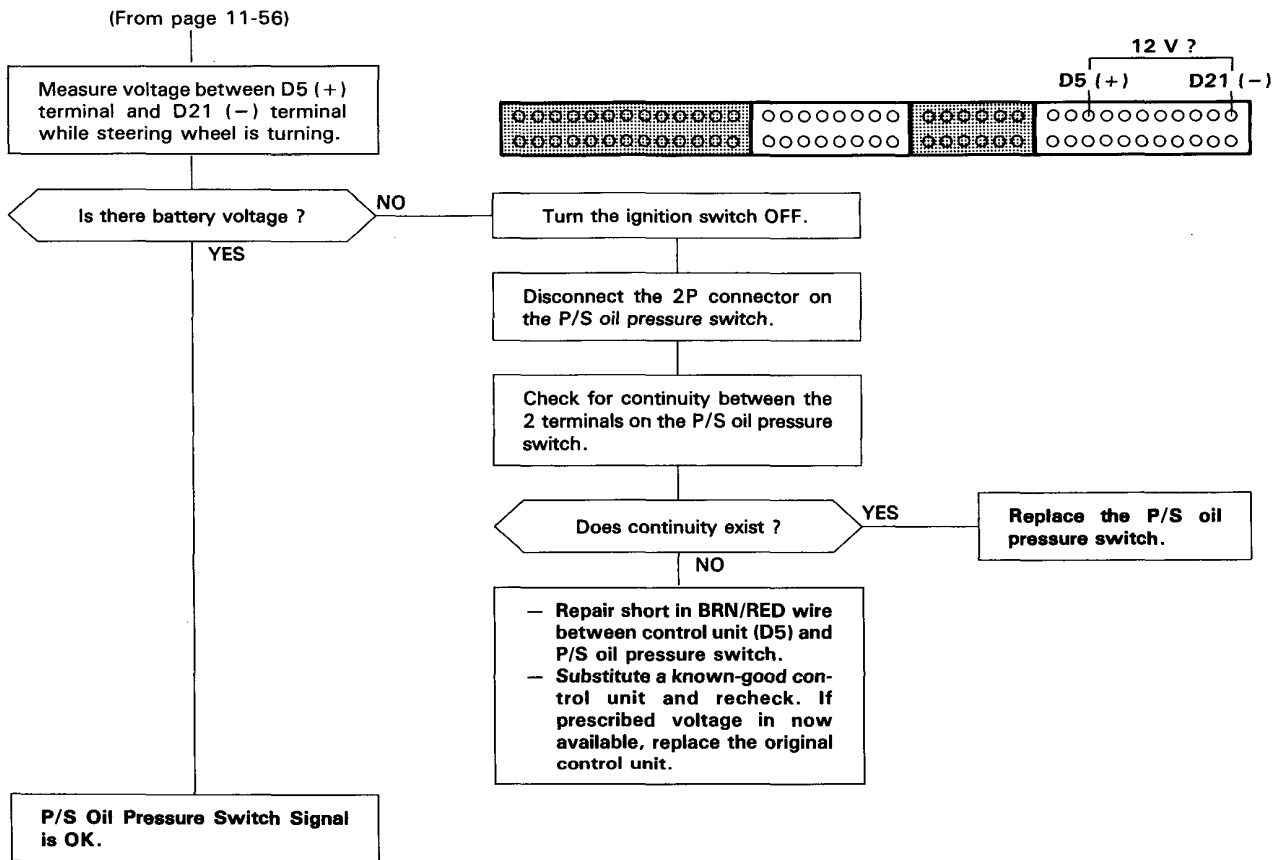 (From page 11-56)
Measure voltage between D5 (+)
terminal and D21 (−) terminal
while steering wheel is turning.
12 V ?
D5 (+) D21 (−)
Is there battery voltage ?
NO
YES
Turn the ignition switch OFF.
Disconnect the 2P connector on
the P/S oil pressure switch.
Check for continuity between the
2 terminals on the P/S oil pressure
switch.
Does continuity exist ?
YES
NO
Replace the P/S oil
pressure switch.
— Repair short in BRN/RED wire
between control unit (D5) and
P/S oil pressure switch.
— Substitute a known-good con-
trol unit and recheck. If
prescribed voltage in now
available, replace the original
control unit.
P/S Oil Pressure Switch Signal
is OK.